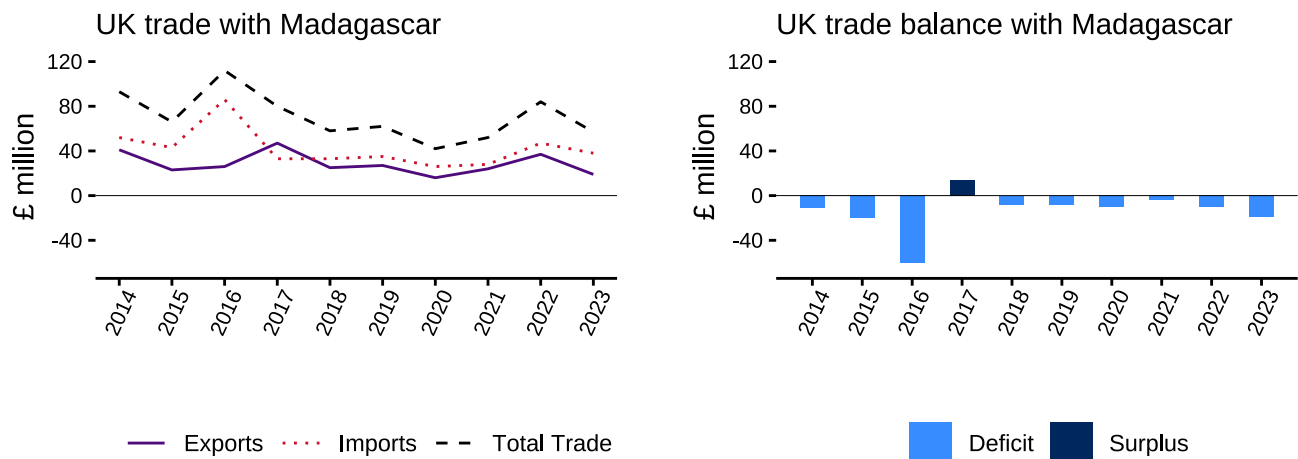 UK trade with Madagascar
£ million
120
80
40
0
-40
2014 2015 2016 2017 2018 2019 2020 2021 2022 2023
Exports Imports Total Trade
UK trade balance with Madagascar
£ million
120
80
40
0
-40
2014 2015 2016 2017 2018 2019 2020 2021 2022 2023
Deficit Surplus